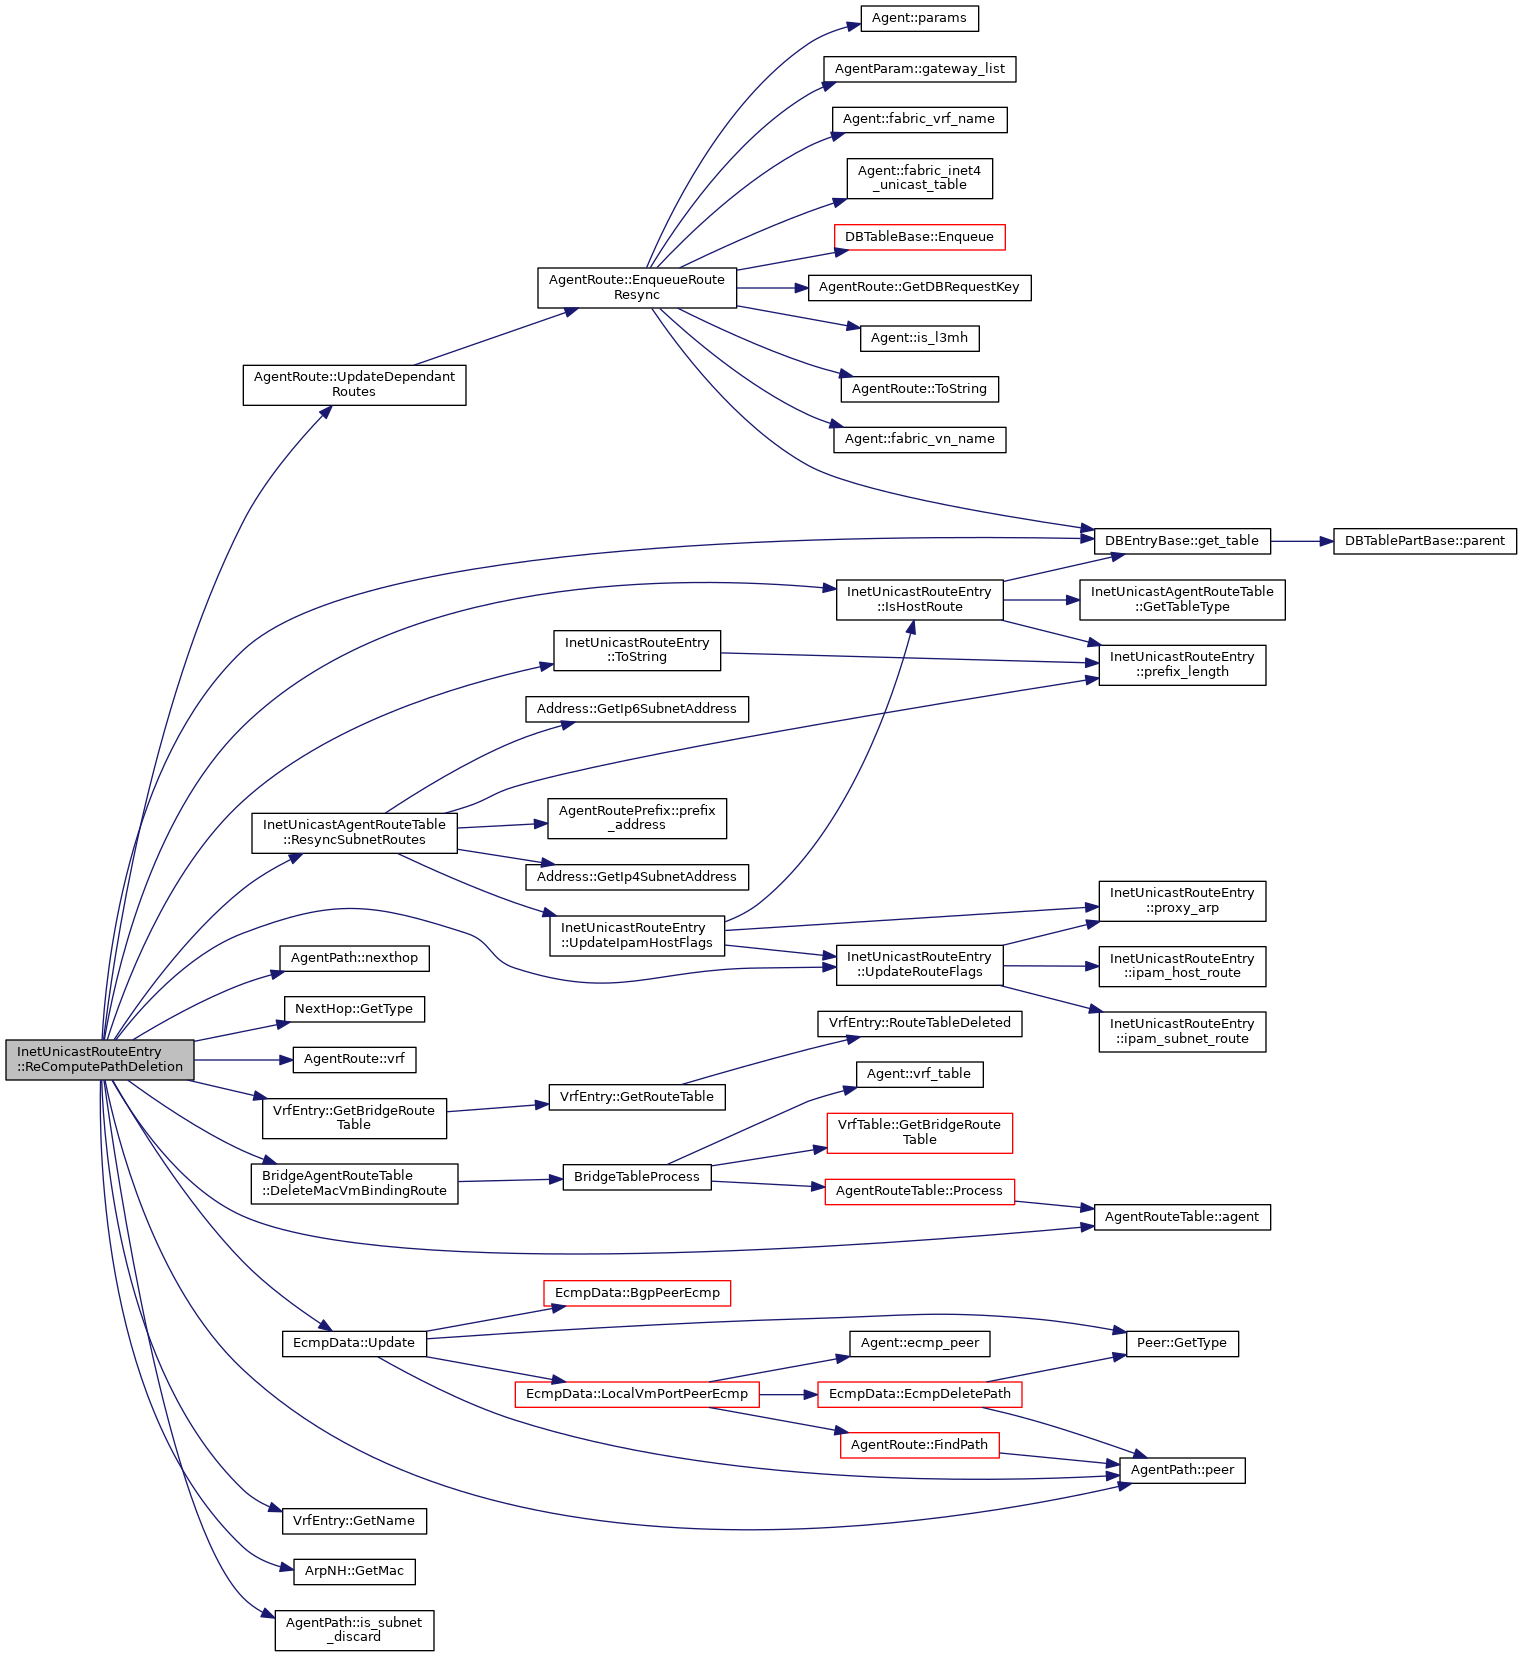 Agent::params
AgentParam::gateway_list
Agent::fabric_vrf_name
Agent::fabric_inet4
_unicast_table
DBTableBase::Enqueue
AgentRoute::EnqueueRoute
Resync
AgentRoute::GetDBRequestKey
Agent::is_l3mh
AgentRoute::UpdateDependant
Routes
AgentRoute::ToString
Agent::fabric_vn_name
DBEntryBase::get_table
DBTablePartBase::parent
InetUnicastRouteEntry
::IsHostRoute
InetUnicastAgentRouteTable
::GetTableType
InetUnicastRouteEntry
::ToString
InetUnicastRouteEntry
::prefix_length
Address::GetIp6SubnetAddress
InetUnicastAgentRouteTable
::ResyncSubnetRoutes
AgentRoutePrefix::prefix
_address
Address::GetIp4SubnetAddress
InetUnicastRouteEntry
::proxy_arp
InetUnicastRouteEntry
::UpdateIpamHostFlags
AgentPath::nexthop
InetUnicastRouteEntry
::UpdateRouteFlags
InetUnicastRouteEntry
::ipam_host_route
NextHop::GetType
VrfEntry::RouteTableDeleted
InetUnicastRouteEntry
::ipam_subnet_route
InetUnicastRouteEntry
::ReComputePathDeletion
AgentRoute::vrf
Agent::vrf_table
VrfEntry::GetBridgeRoute
Table
VrfEntry::GetRouteTable
VrfTable::GetBridgeRoute
Table
BridgeAgentRouteTable
::DeleteMacVmBindingRoute
BridgeTableProcess
AgentRouteTable::Process
AgentRouteTable::agent
EcmpData::BgpPeerEcmp
EcmpData::Update
Agent::ecmp_peer
Peer::GetType
EcmpData::LocalVmPortPeerEcmp
EcmpData::EcmpDeletePath
AgentRoute::FindPath
AgentPath::peer
VrfEntry::GetName
ArpNH::GetMac
AgentPath::is_subnet
_discard